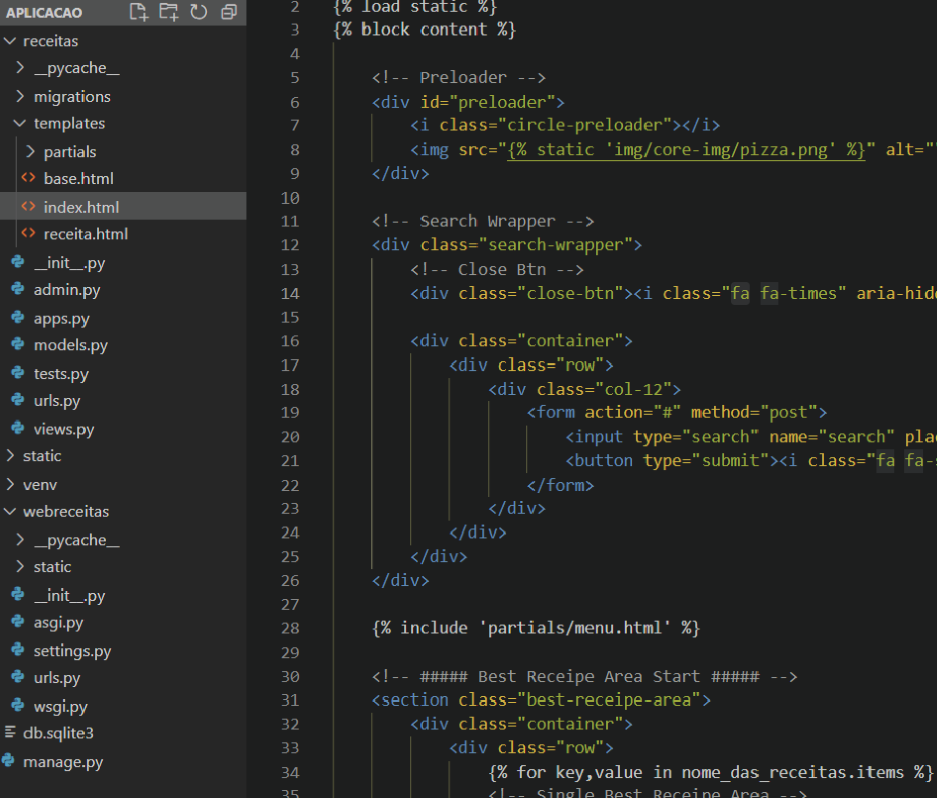 APLICACAO
receitas
__pycache__
migrations
templates
partials
base.html
index.html
receita.html
__init__.py
admin.py
apps.py
models.py
tests.py
urls.py
views.py
static
venv
webreceitas
__pycache__
static
__init__.py
asgi.py
settings.py
urls.py
wsgi.py
db.sqlite3
manage.py
2 {% load static %}
3 {% block content %}
4
5 <!-- Preloader -->
6 <div id="preloader">
7 <i class="circle-preloader"></i>
8 <img src="{% static 'img/core-img/pizza.png' %}" alt="
9 </div>
10
11 <!-- Search Wrapper -->
12 <div class="search-wrapper">
13 <!-- Close Btn -->
14 <div class="close-btn"><i class="fa fa-times" aria-hid
15
16 <div class="container">
17 <div class="row">
18 <div class="col-12">
19 <form action="#" method="post">
20 <input type="search" name="search" pla
21 <button type="submit"><i class="fa fa-
22 </form>
23 </div>
24 </div>
25 </div>
26 </div>
27
28 {% include 'partials/menu.html' %}
29
30 <!-- ##### Best Receipe Area Start ##### -->
31 <section class="best-receipe-area">
32 <div class="container">
33 <div class="row">
34 {% for key,value in nome_das_receitas.items %}
35 <!-- Single Best Receipe Area -->